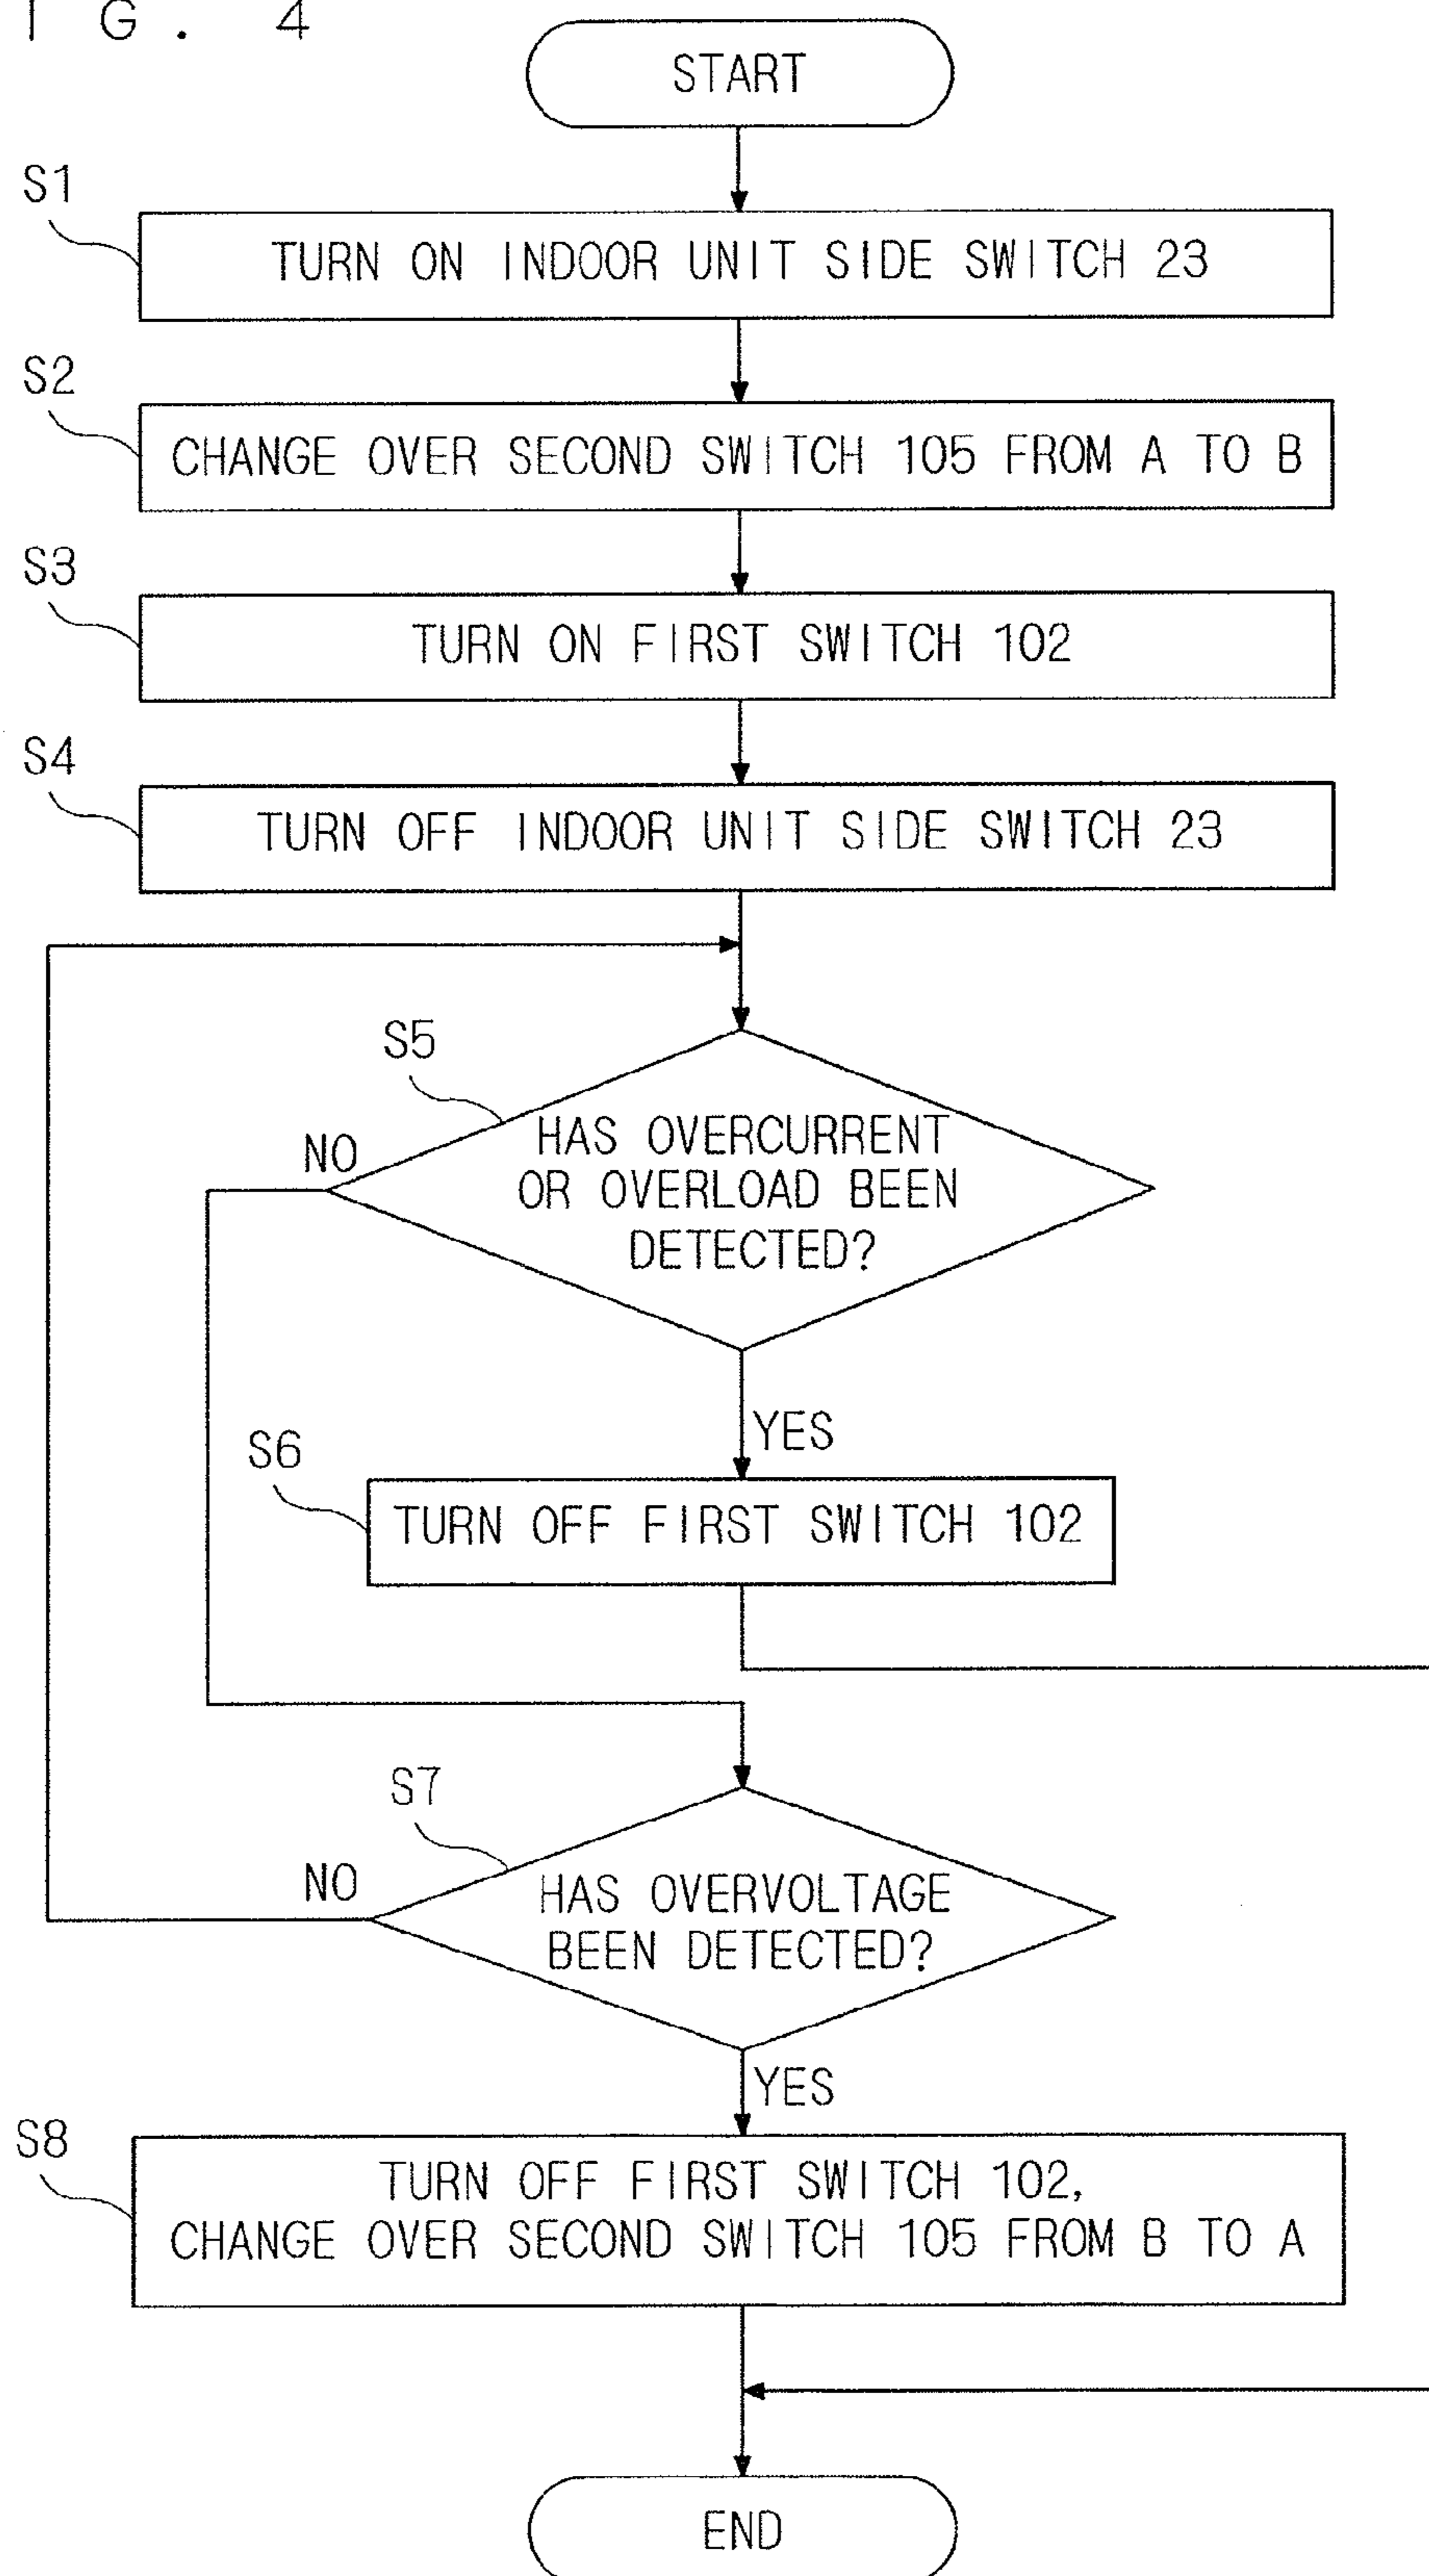 I G . 4
START
S1
TURN ON INDOOR UNIT SIDE SWITCH 23
S2
CHANGE OVER SECOND SWITCH 105 FROM A TO B
S3
TURN ON FIRST SWITCH 102
S4
TURN OFF INDOOR UNIT SIDE SWITCH 23
S5
NO
HAS OVERCURRENT
OR OVERLOAD BEEN
DETECTED?
YES
S6
TURN OFF FIRST SWITCH 102
S7
NO
HAS OVERVOLTAGE
BEEN DETECTED?
YES
S8
TURN OFF FIRST SWITCH 102,
CHANGE OVER SECOND SWITCH 105 FROM B TO A
END